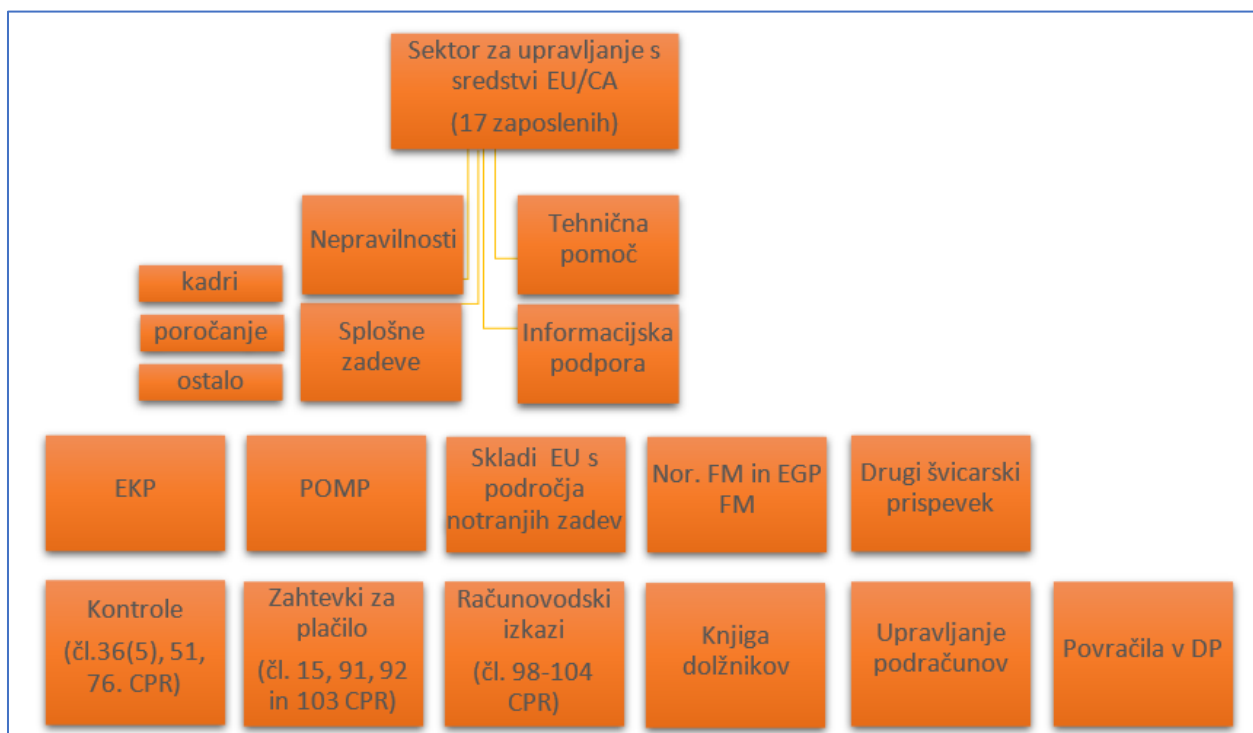 Sektor za upravljanje s
sredstvi EU/CA
(17 zaposlenih)
Nepravilnosti
Tehnična
pomoč
kadri
poročanje
ostalo
Splošne
zadeve
Informacijska
podpora
EKP
POMP
Skladi EU s
področja
notranjih zadev
Nor. FM in EGP
FM
Drugi švicarski
prispevek
Kontrole
(čl.36(5), 51,
76. CPR)
Zahtevki za
plačilo
(čl. 15, 91, 92
in 103 CPR)
Računovodski
izkazi
(čl. 98-104
CPR)
Knjiga
dolžnikov
Upravljanje
podračunov
Povračila v DP